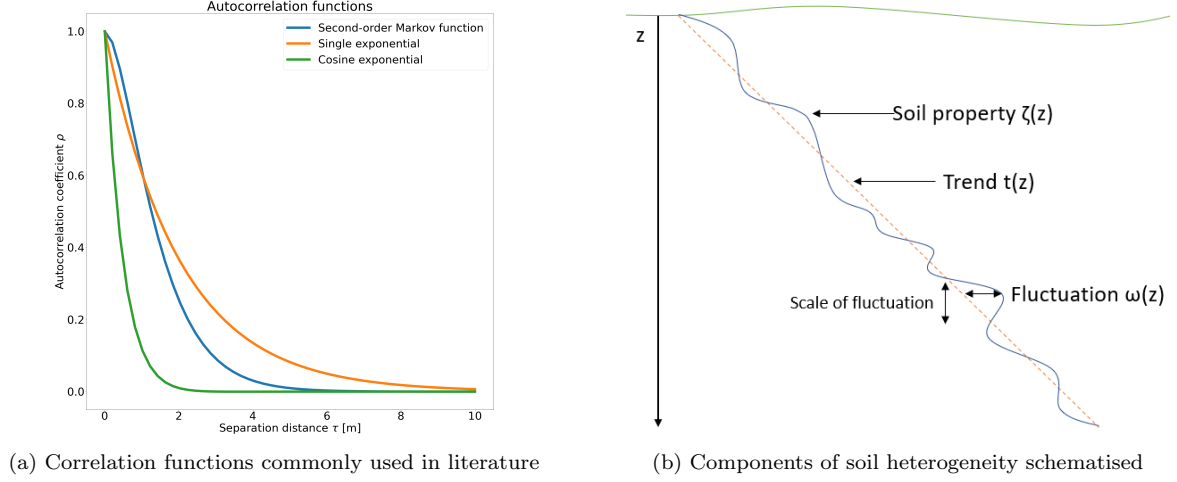 Autocorrelation functions
Second-order Markov function
Single exponential
Cosine exponential
1.0
0.8
0.6
0.4
0.2
0.0
Autocorrelation coefficient ρ
0 2 4 6 8 10
Separation distance τ [m]
(a) Correlation functions commonly used in literature
z
Soil property ζ(z)
Trend t(z)
Fluctuation ω(z)
Scale of fluctuation
(b) Components of soil heterogeneity schematised